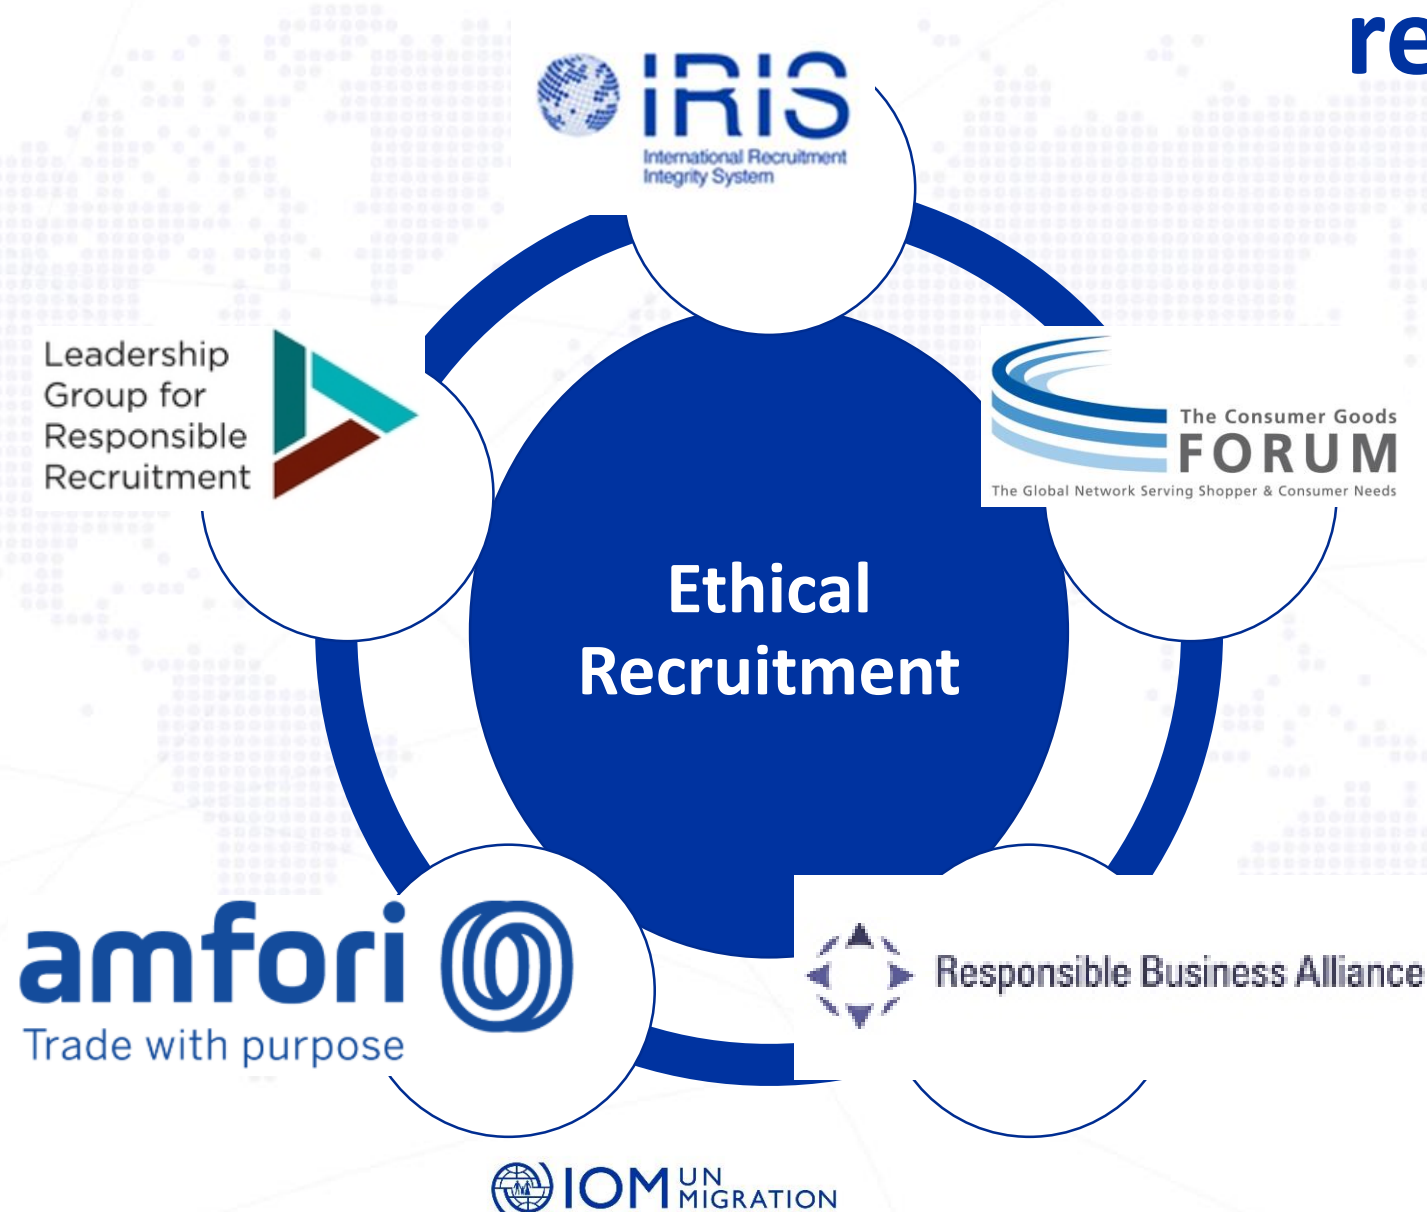 re
IRIS
International Recruitment
Integrity System
Leadership
Group for
Responsible
Recruitment
The Consumer Goods
FORUM
The Global Network Serving Shopper & Consumer Needs
Ethical
Recruitment
amfori
Trade with purpose
Responsible Business Alliance
IOM UN
MIGRATION